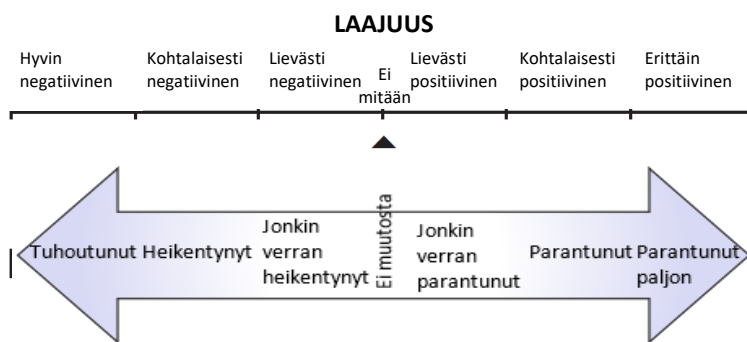 LAAJUUS
Hyvin
negatiivinen
Kohtalaisesti
negatiivinen
Lievästi
negatiivinen
Ei
mitään
Lievästi
positiivinen
Kohtalaisesti
positiivinen
Erittäin
positiivinen
Tuhoutunut
Heikentynyt
Jonkin
verran
heikentynyt
Ei muutosta
Jonkin
verran
parantunut
Parantunut
Parantunut
paljon